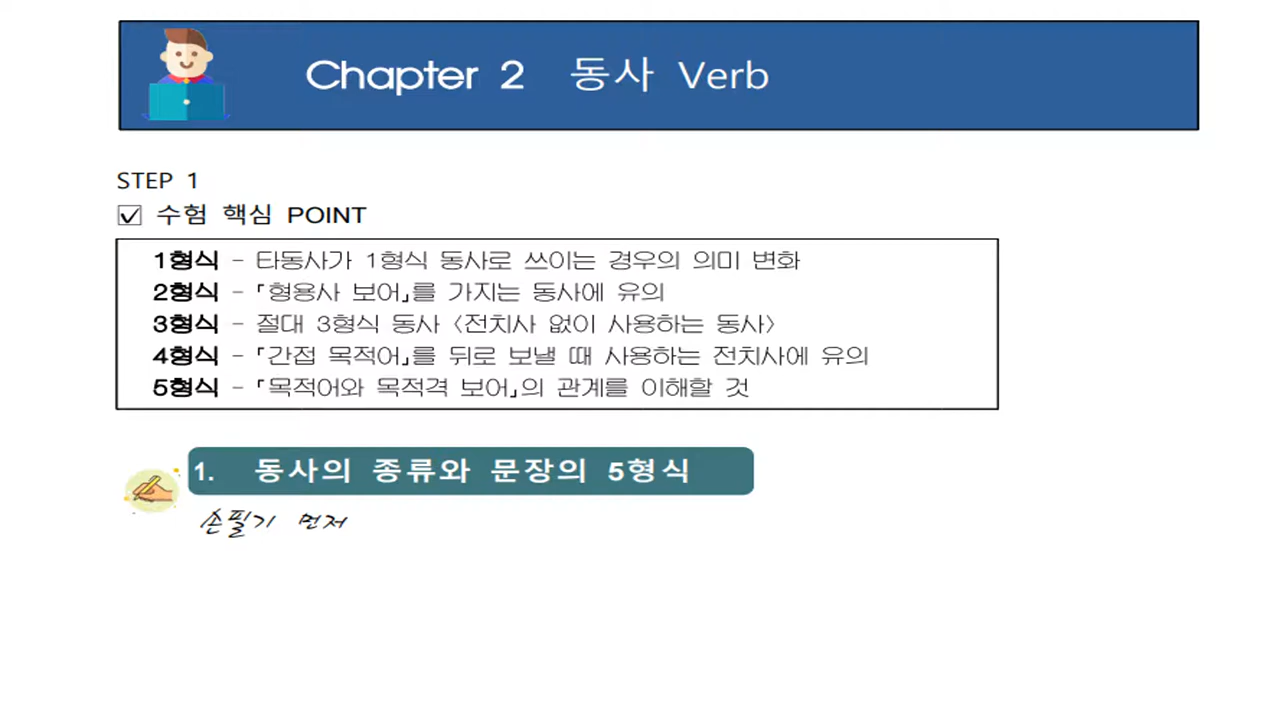 Chapter 2 동사 Verb
STEP 1
☑ 수험 핵심 POINT
1형식 - 타동사가 1형식 동사로 쓰이는 경우의 의미 변화
2형식 - 「형용사 보어」를 가지는 동사에 유의
3형식 - 절대 3형식 동사 <전치사 없이 사용하는 동사>
4형식 - 「간접 목적어」를 뒤로 보낼 때 사용하는 전치사에 유의
5형식 - 「목적어와 목적격 보어」의 관계를 이해할 것
1. 동사의 종류와 문장의 5형식
손필기 먼저